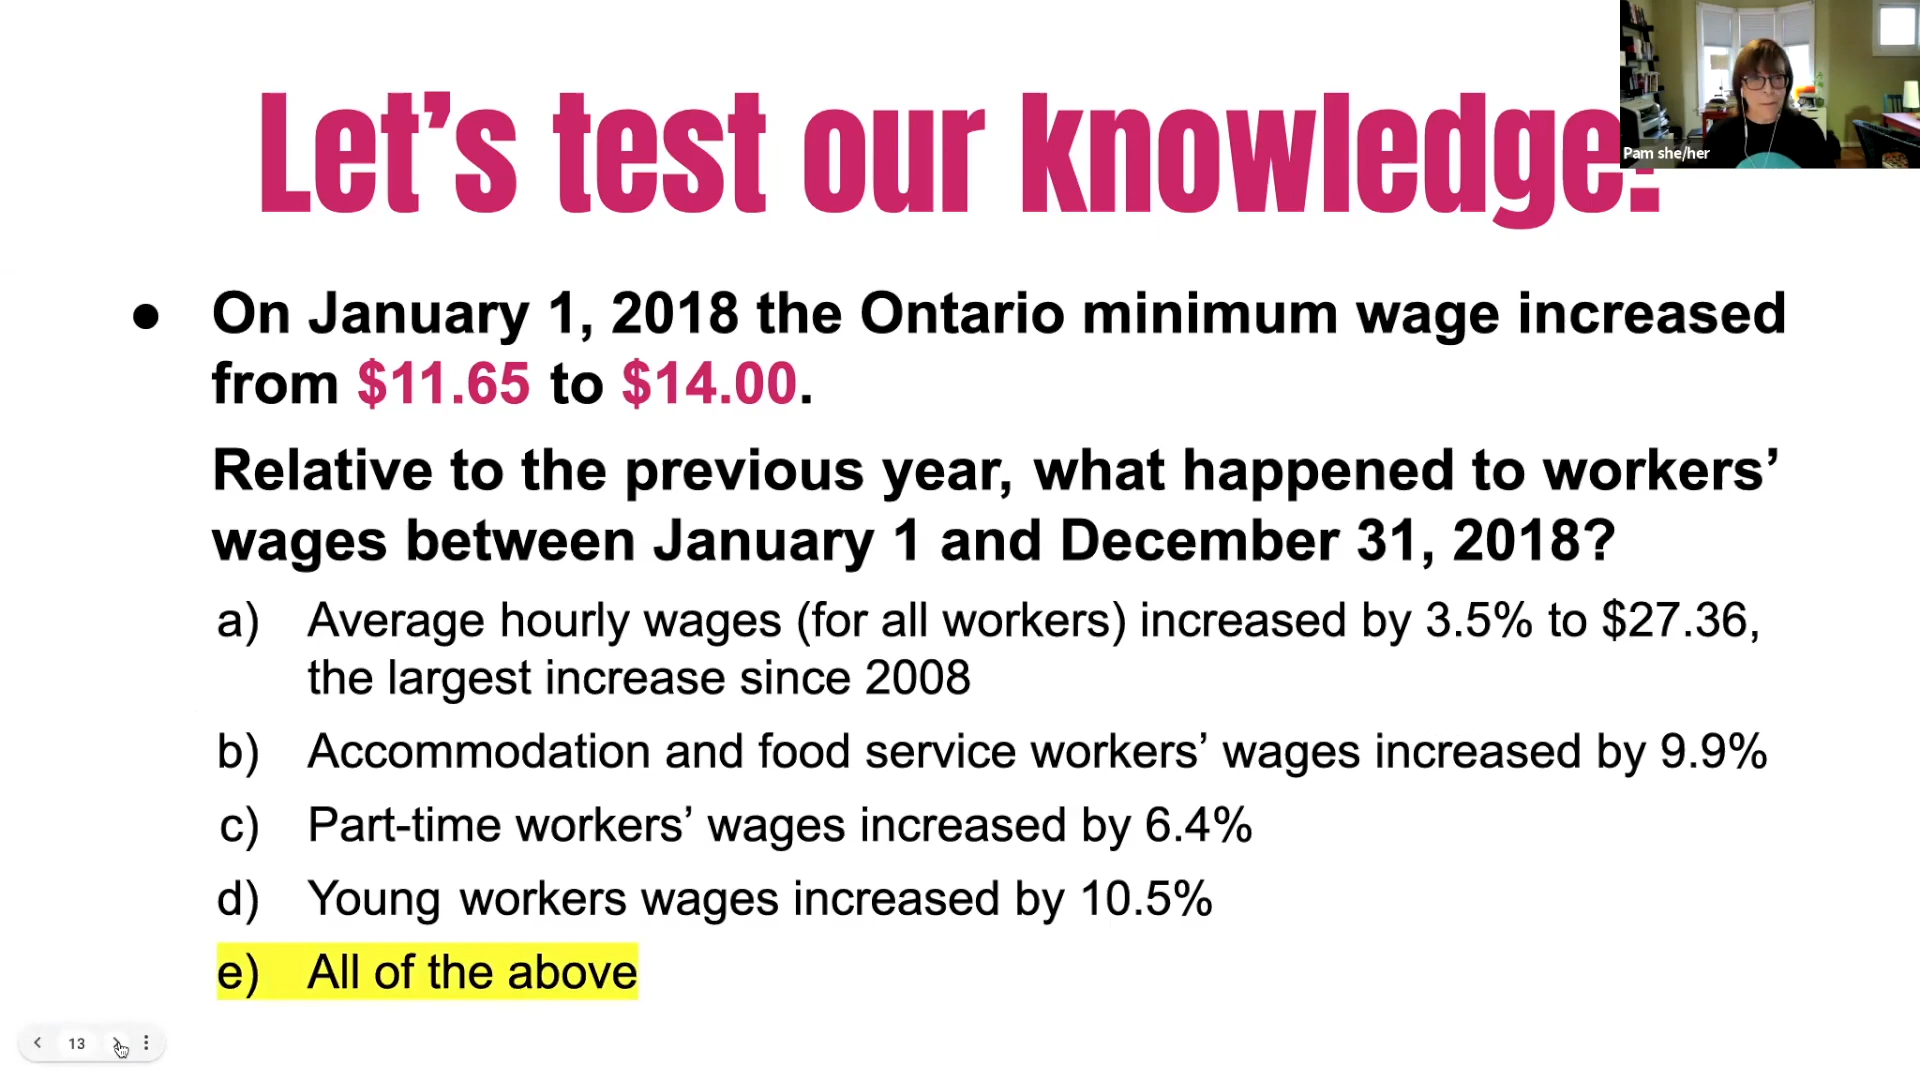 Let’s test our knowledge!
Pam she/her
● On January 1, 2018 the Ontario minimum wage increased
from $11.65 to $14.00.
Relative to the previous year, what happened to workers’
wages between January 1 and December 31, 2018?
a) Average hourly wages (for all workers) increased by 3.5% to $27.36,
the largest increase since 2008
b) Accommodation and food service workers’ wages increased by 9.9%
c) Part-time workers’ wages increased by 6.4%
d) Young workers wages increased by 10.5%
e) All of the above
13